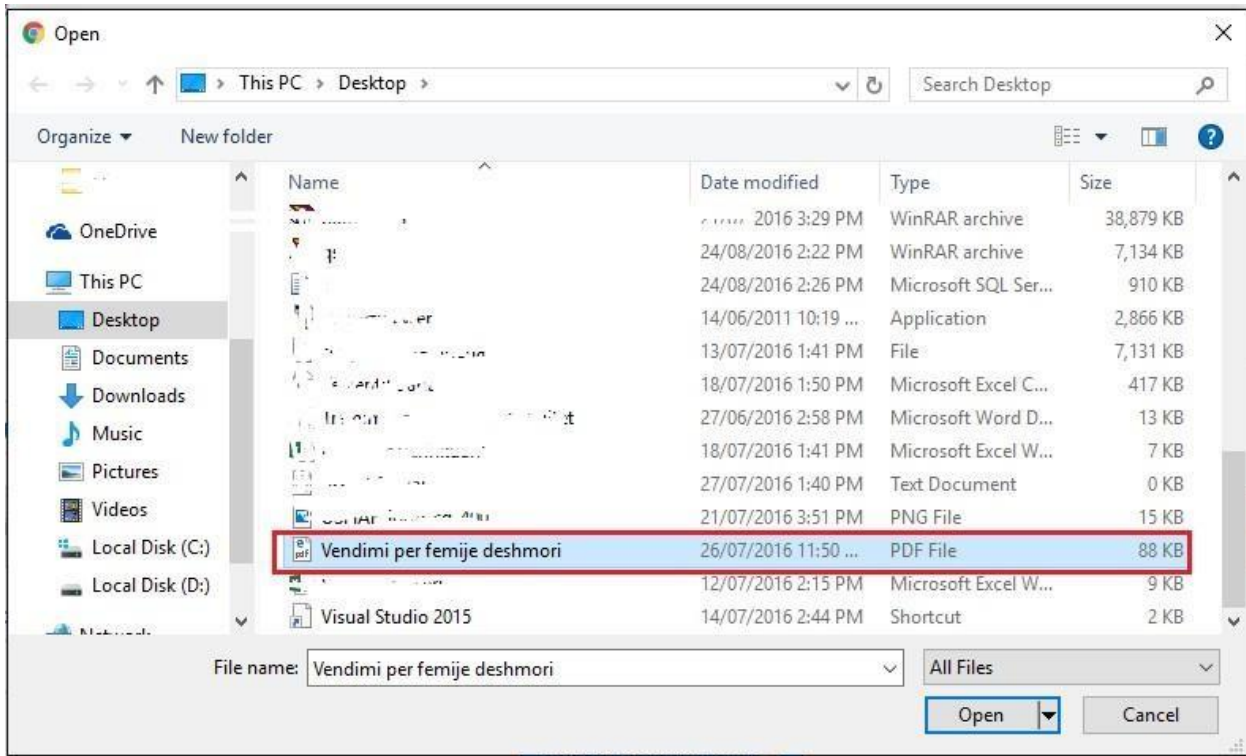 Open
This PC > Desktop >
Search Desktop
Organize
New folder
Name Date modified Type Size
2016 3:29 PM WinRAR archive 38,879 KB
24/08/2016 2:22 PM WinRAR archive 7,134 KB
24/08/2016 2:26 PM Microsoft SQL Ser... 910 KB
14/06/2011 10:19 ... Application 2,866 KB
13/07/2016 1:41 PM File 7,131 KB
18/07/2016 1:50 PM Microsoft Excel C... 417 KB
27/06/2016 2:58 PM Microsoft Word D... 13 KB
18/07/2016 1:41 PM Microsoft Excel W... 7 KB
27/07/2016 1:40 PM Text Document 0 KB
21/07/2016 3:51 PM PNG File 15 KB
Vendimi per femije deshmori 26/07/2016 11:50 ... PDF File 88 KB
12/07/2016 2:15 PM Microsoft Excel W... 9 KB
Visual Studio 2015 14/07/2016 2:44 PM Shortcut 2 KB
OneDrive
This PC
Desktop
Documents
Downloads
Music
Pictures
Videos
Local Disk (C:)
Local Disk (D:)
File name: Vendimi per femije deshmori
All Files
Open
Cancel